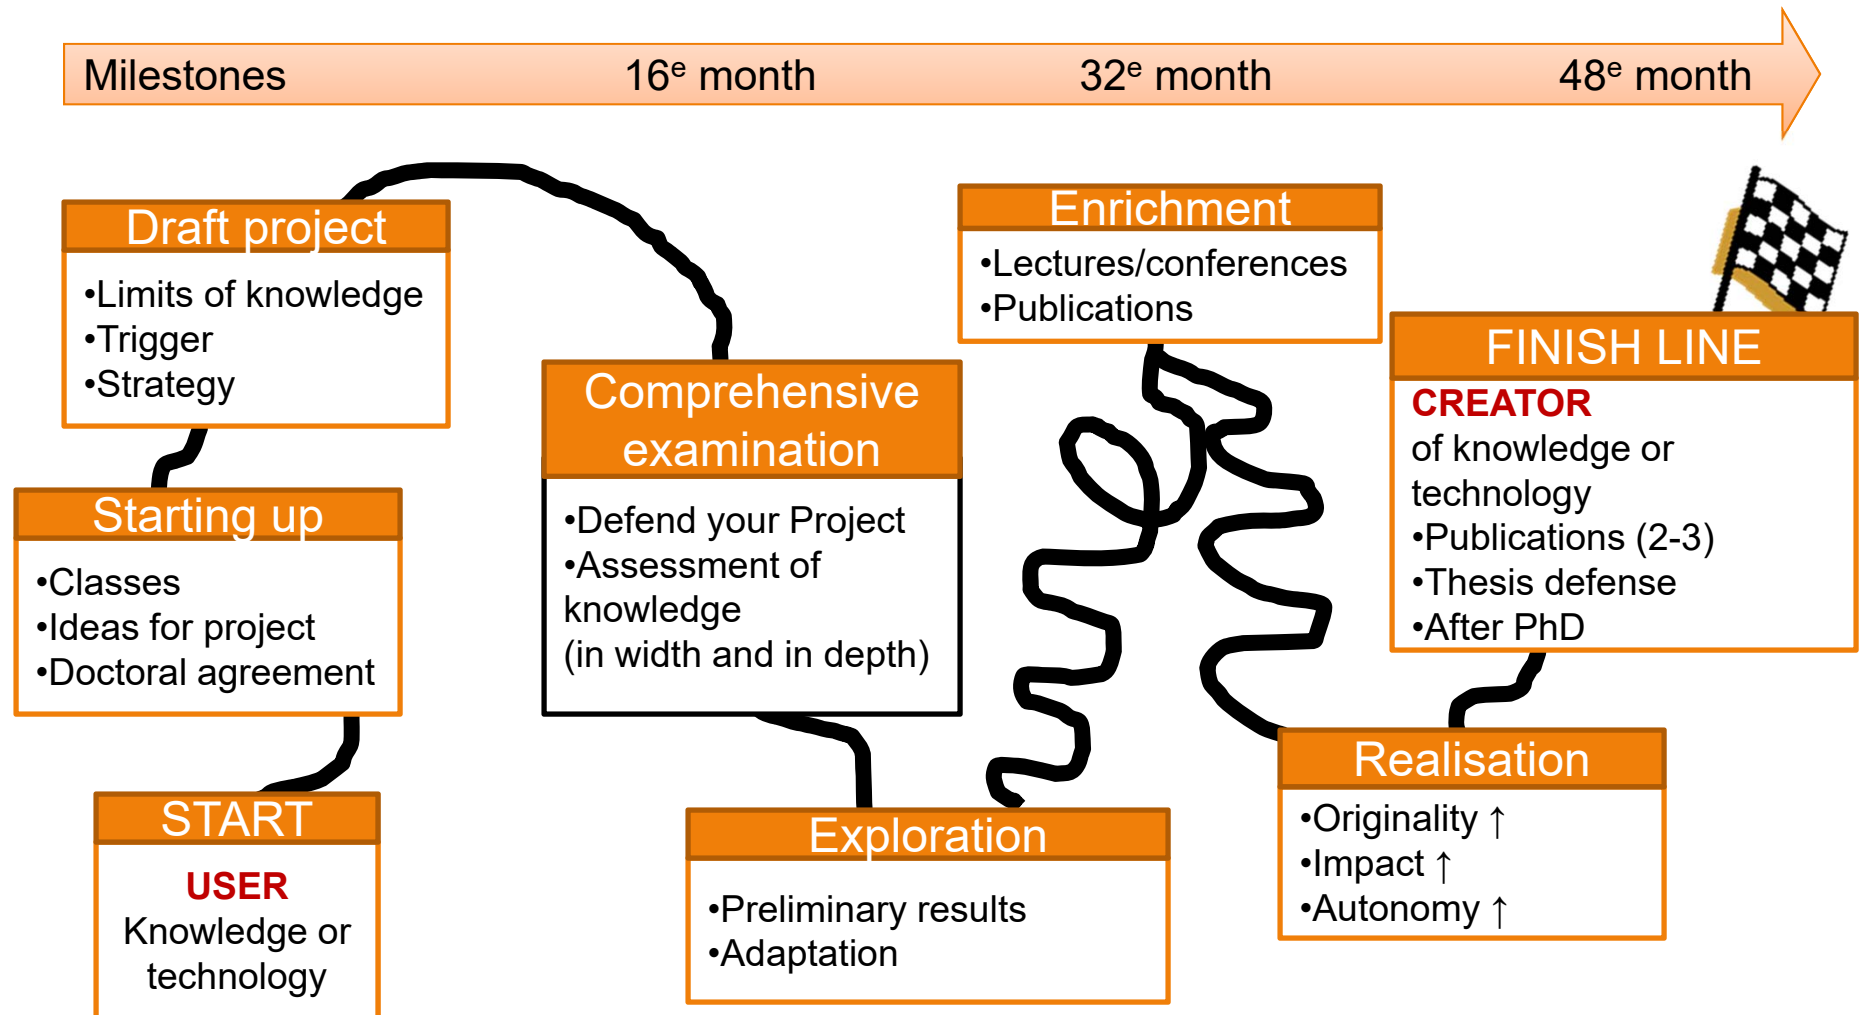 Milestones 16e month 32e month 48e month
Draft project
•Limits of knowledge
•Trigger
•Strategy
Starting up
•Classes
•Ideas for project
•Doctoral agreement
START
USER
Knowledge or
technology
Comprehensive
examination
•Defend your Project
•Assessment of
knowledge
(in width and in depth)
Exploration
•Preliminary results
•Adaptation
Enrichment
•Lectures/conferences
•Publications
Realisation
•Originality ↑
•Impact ↑
•Autonomy ↑
FINISH LINE
CREATOR
of knowledge or
technology
•Publications (2-3)
•Thesis defense
•After PhD